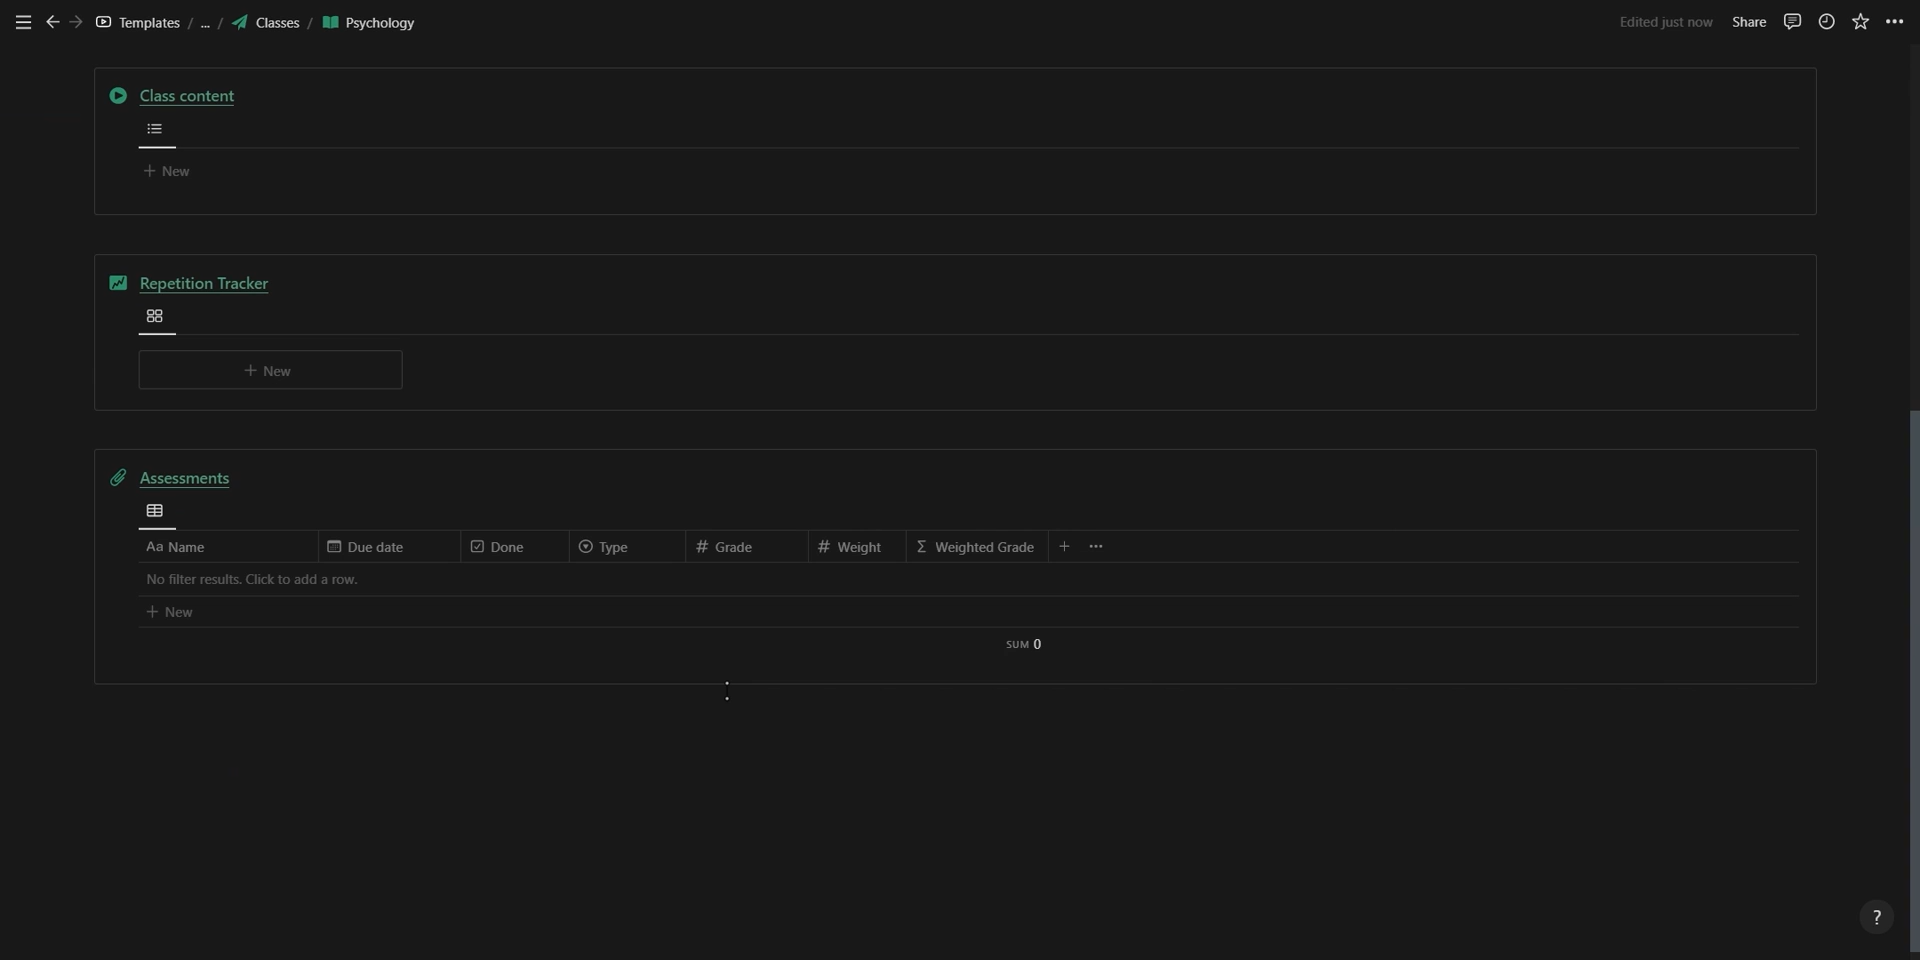 Templates / ... / Classes / Psychology
Edited just now Share
Class content
+ New
Repetition Tracker
+ New
Assessments
Aa Name Due date Done Type # Grade # Weight Σ Weighted Grade + ...
No filter results. Click to add a row.
+ New
SUM 0
?